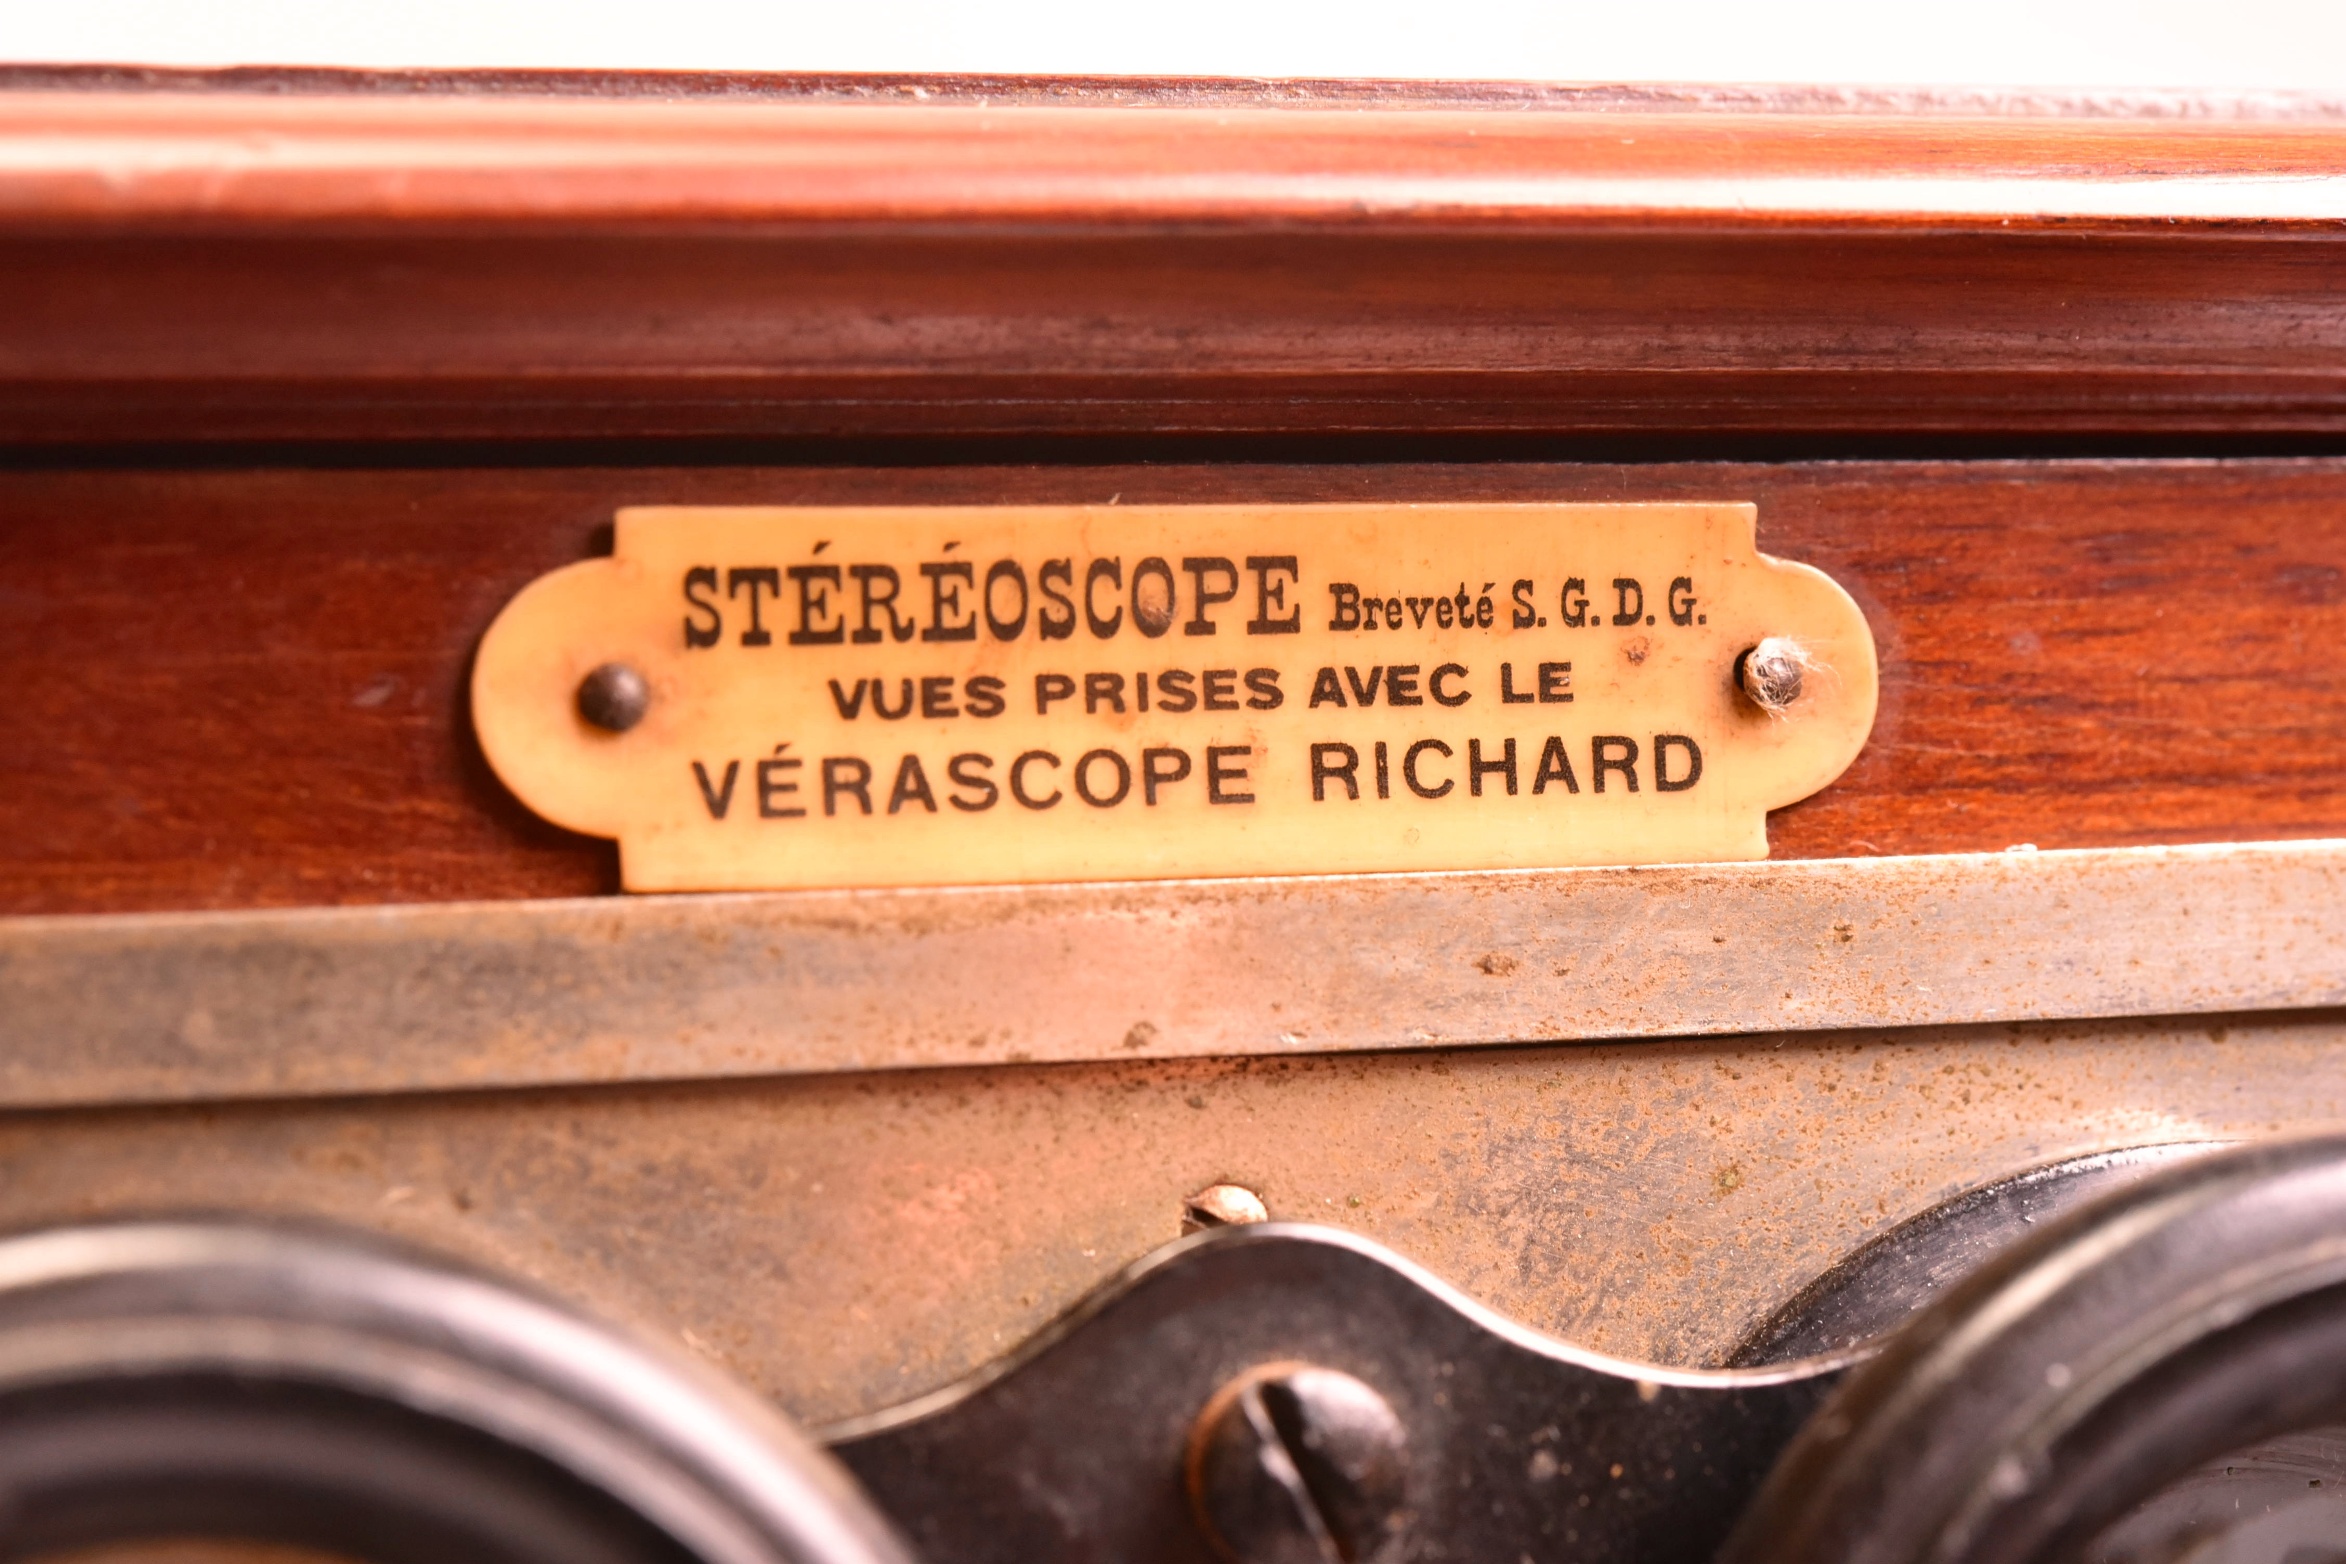 STÉRÉOSCOPE Breveté S. G. D. G.
VUES PRISES AVEC LE
VÉRASCOPE RICHARD